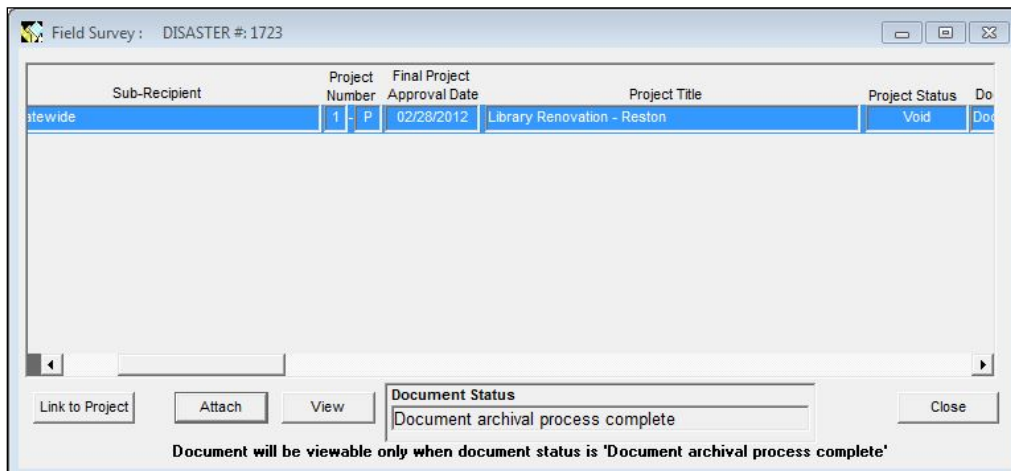 Field Survey : DISASTER #: 1723
Sub-Recipient Project Number Final Project Approval Date Project Title Project Status Do
atewide 1 - P 02/28/2012 Library Renovation - Reston Void Doc
Link to Project Attach View Document Status Close
Document archival process complete
Document will be viewable only when document status is 'Document archival process complete'